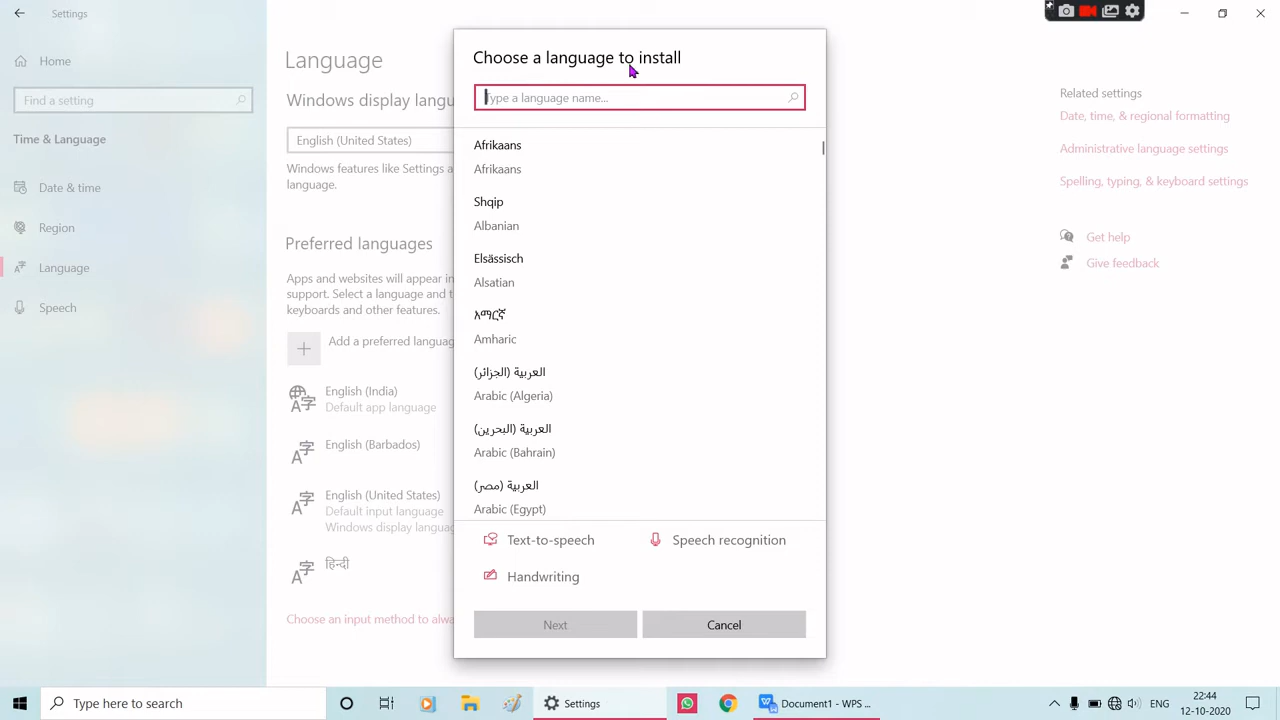 Settings
Home
Find a setting
Time & Language
Date & time
Region
Language
Speech
Language
Windows display langu
English (United States)
Windows features like Settings a
language.
Preferred languages
Apps and websites will appear in
support. Select a language and t
keyboards and other features.
Add a preferred languag
English (India)
Default app language
English (Barbados)
English (United States)
Default input language
Windows display languag
हिन्दी
Choose an input method to alwa
Choose a language to install
Type a language name...
Afrikaans
Afrikaans
Shqip
Albanian
Elsässisch
Alsatian
አማርኛ
Amharic
العربية (الجزائر)
Arabic (Algeria)
العربية (البحرين)
Arabic (Bahrain)
العربية (مصر)
Arabic (Egypt)
Text-to-speech
Speech recognition
Handwriting
Next
Cancel
Related settings
Date, time, & regional formatting
Administrative language settings
Spelling, typing, & keyboard settings
Get help
Give feedback
Type here to search
Settings
Document1 - WPS ...
ENG
22:44
12-10-2020